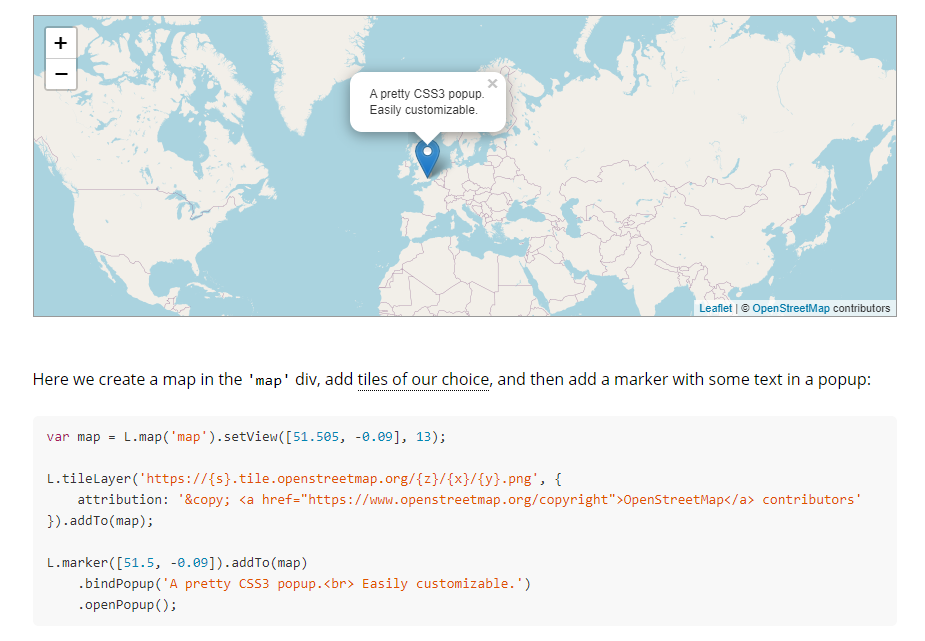 +
−
×
A pretty CSS3 popup.
Easily customizable.
Leaflet | © OpenStreetMap contributors
Here we create a map in the 'map' div, add tiles of our choice, and then add a marker with some text in a popup:
var map = L.map('map').setView([51.505, -0.09], 13);
L.tileLayer('https://{s}.tile.openstreetmap.org/{z}/{x}/{y}.png', {
    attribution: '&copy; <a href="https://www.openstreetmap.org/copyright">OpenStreetMap</a> contributors'
}).addTo(map);
L.marker([51.5, -0.09]).addTo(map)
    .bindPopup('A pretty CSS3 popup.<br> Easily customizable.')
    .openPopup();